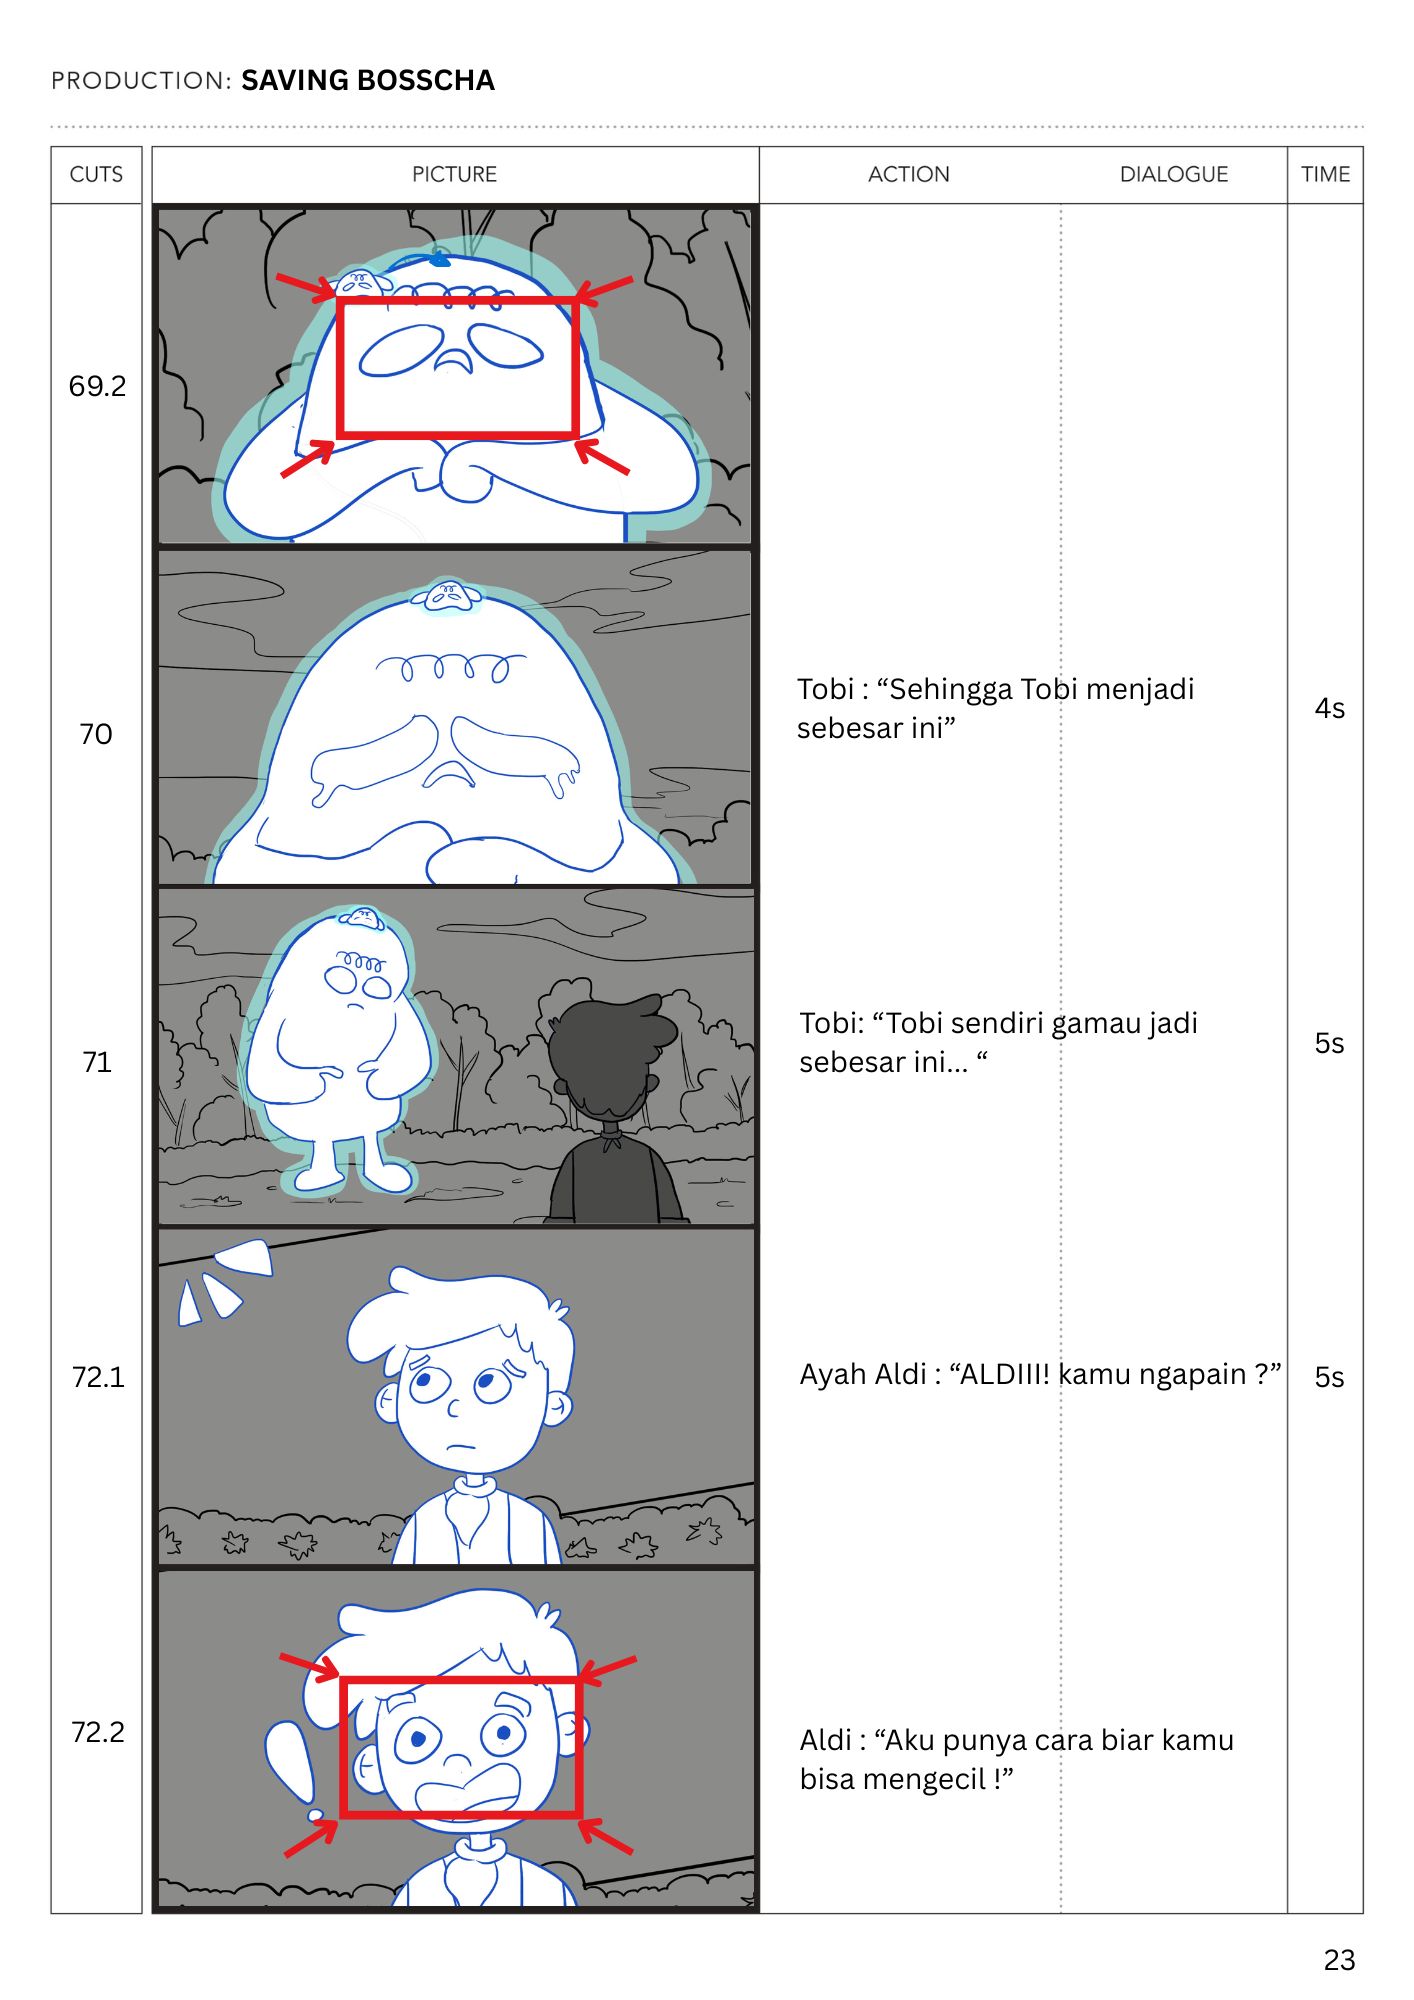 PRODUCTION: SAVING BOSSCHA
CUTS PICTURE ACTION DIALOGUE TIME
69.2
70
Tobi : “Sehingga Tobi menjadi
sebesar ini”
4s
71
Tobi: “Tobi sendiri gamau jadi
sebesar ini... “
5s
72.1
Ayah Aldi : “ALDIII! kamu ngapain ?”
5s
72.2
Aldi : “Aku punya cara biar kamu
bisa mengecil !”
23